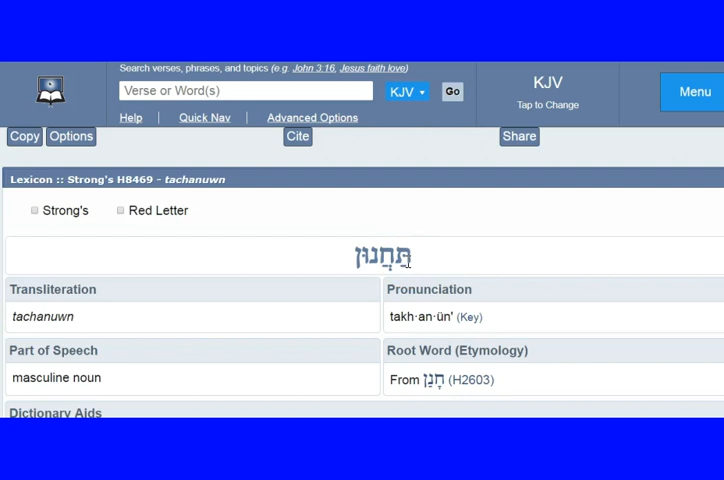 Search verses, phrases, and topics (e.g. John 3:16, Jesus faith love)
Verse or Word(s) KJV Go
Help Quick Nav Advanced Options
KJV
Tap to Change
Menu
Copy Options Cite Share
Lexicon :: Strong's H8469 - tachanuwn
Strong's Red Letter
תַּחֲנוּן
Transliteration Pronunciation
tachanuwn takh·an·ün' (Key)
Part of Speech Root Word (Etymology)
masculine noun From חָנַן (H2603)
Dictionary Aids